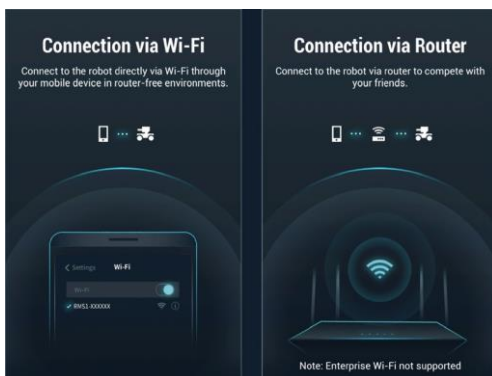 Connection via Wi-Fi
Connect to the robot directly via Wi-Fi through
your mobile device in router-free environments.
Settings
Wi-Fi
Wi-Fi
RMS1-XXXXXX
Connection via Router
Connect to the robot via router to compete with
your friends.
Note: Enterprise Wi-Fi not supported